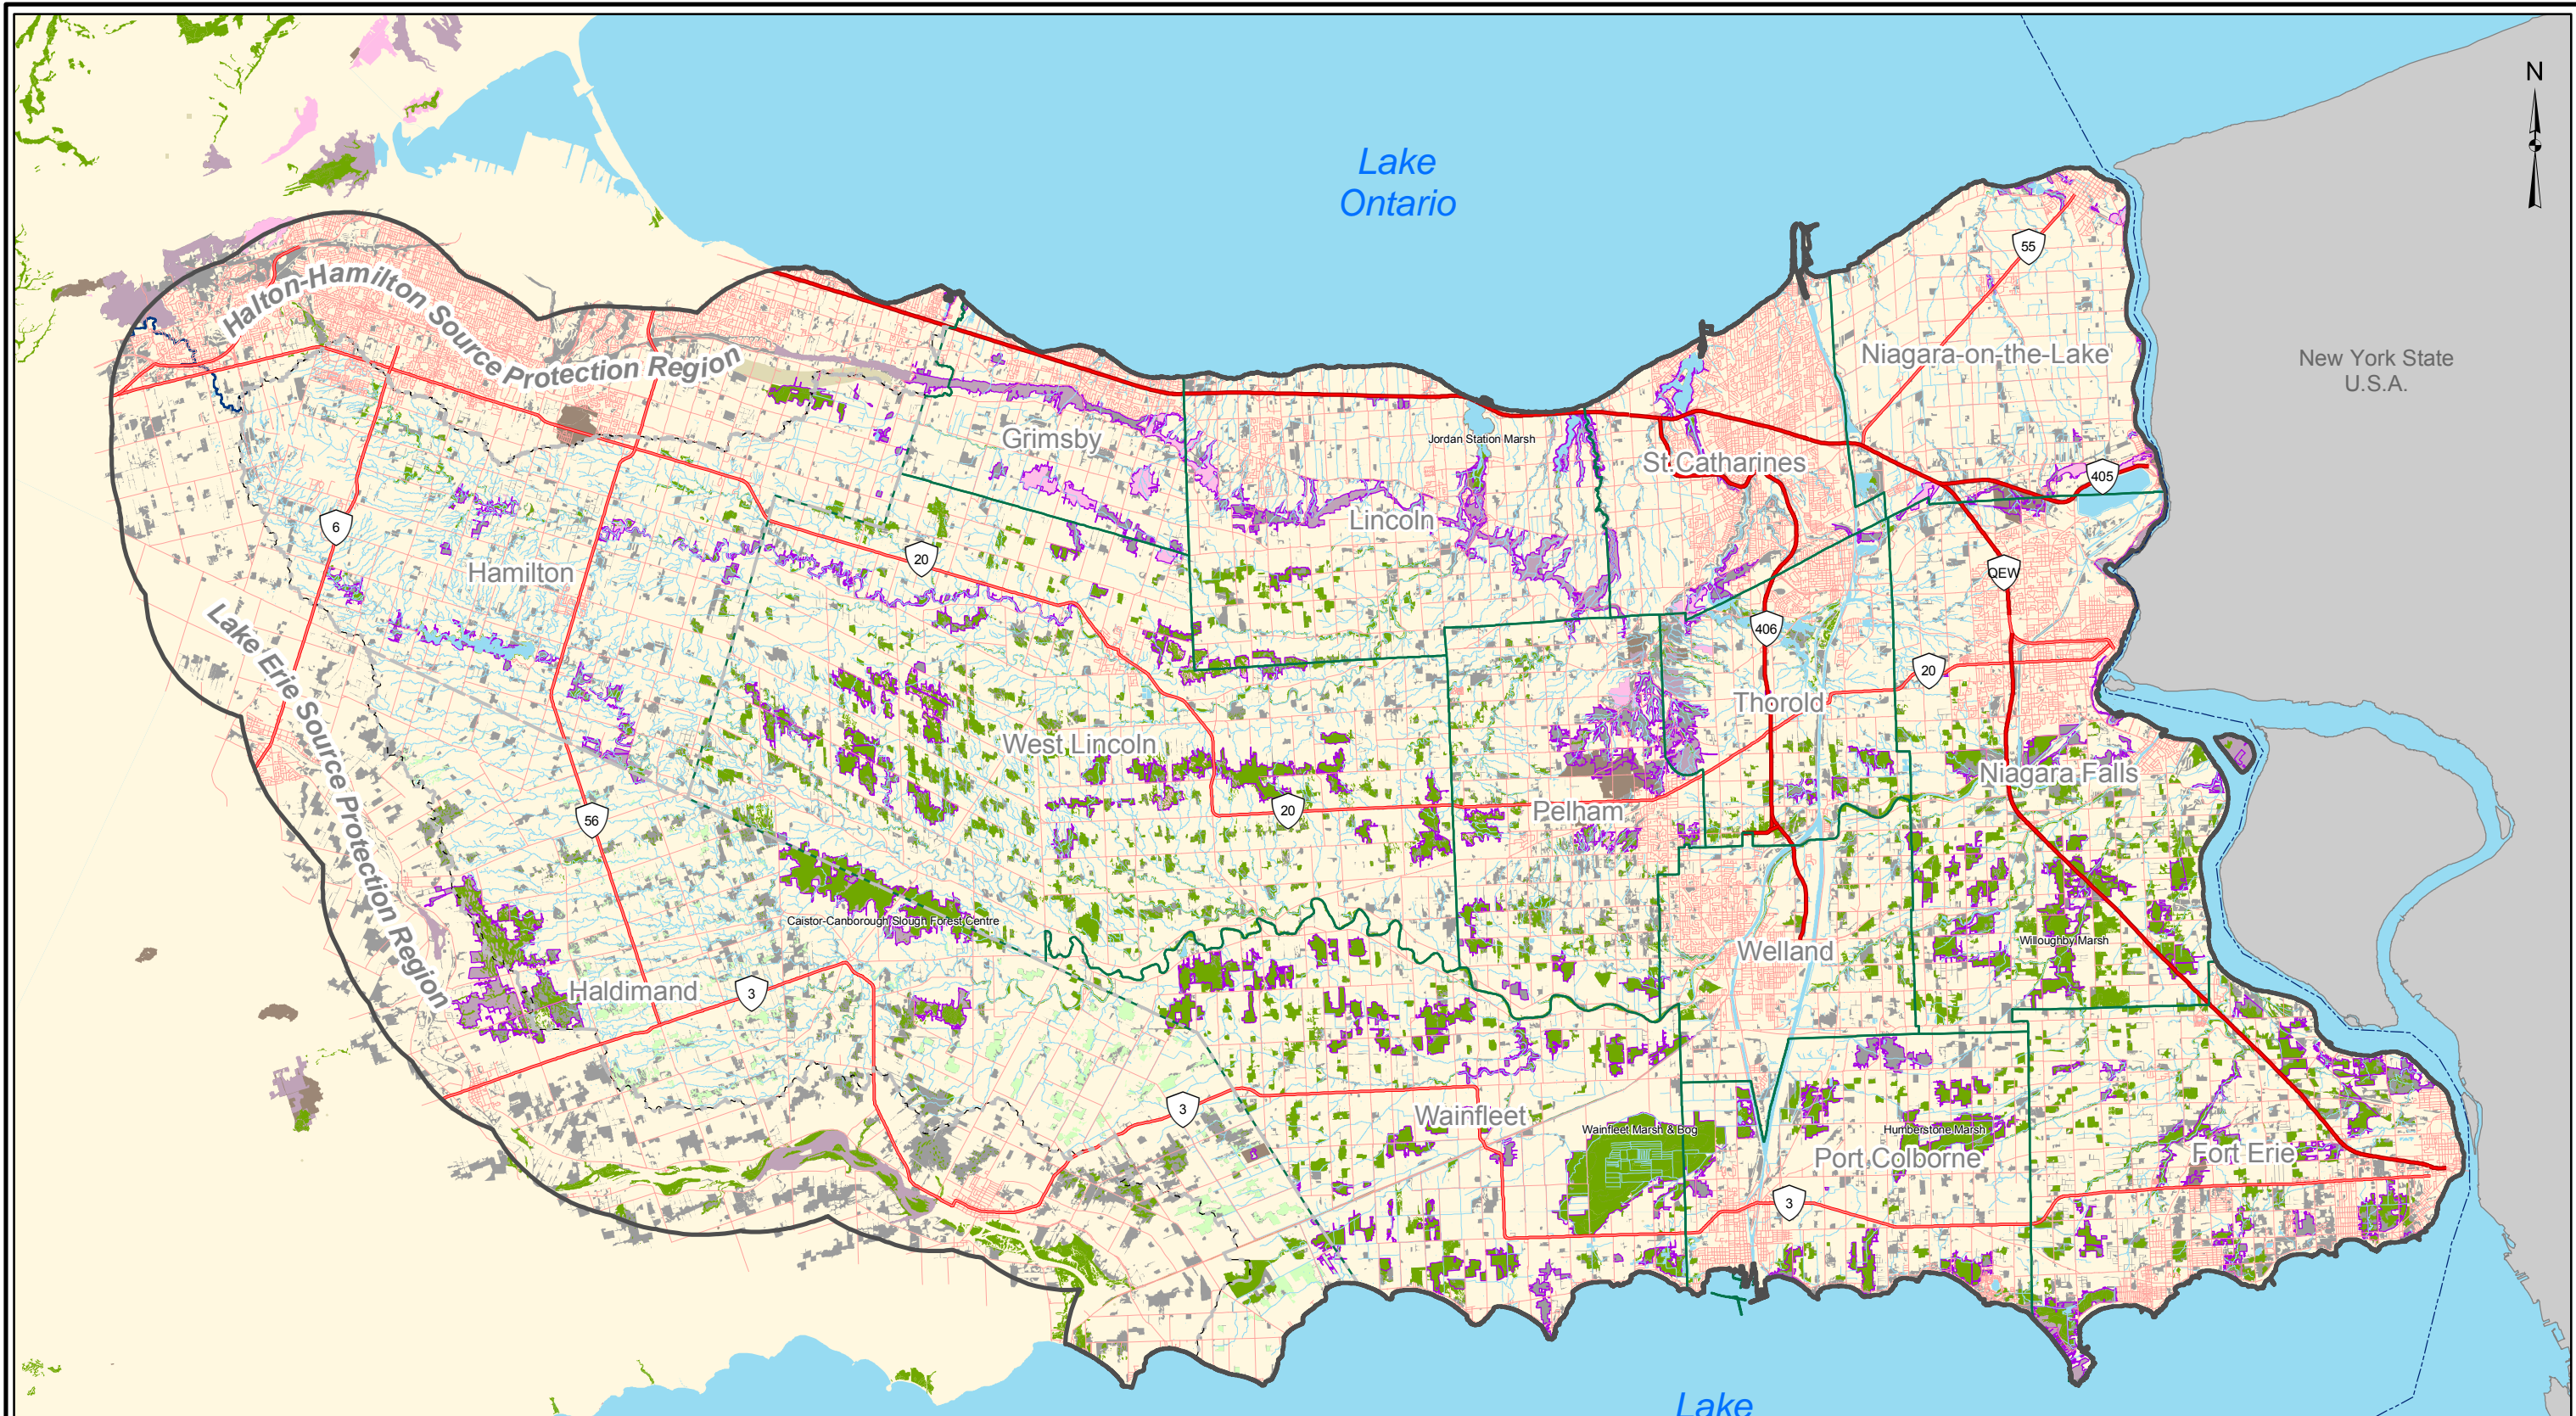 N
Lake
Ontario
55
Halton-Hamilton Source Protection Region
Niagara-on-the-Lake
New York State
U.S.A.
Grimsby
Jordan Station Marsh
St.Catharines
405
6
Lincoln
20
Hamilton
QEW
Lake Erie Source Protection Region
406
20
Thorold
West Lincoln
Niagara Falls
56
20
Pelham
Caistor-Canborough Slough Forest Centre
Willoughby Marsh
Welland
Haldimand
3
3
Wainfleet
Wainfleet Marsh & Bog
Humberstone Marsh
Port Colborne
Fort Erie
3
Lake